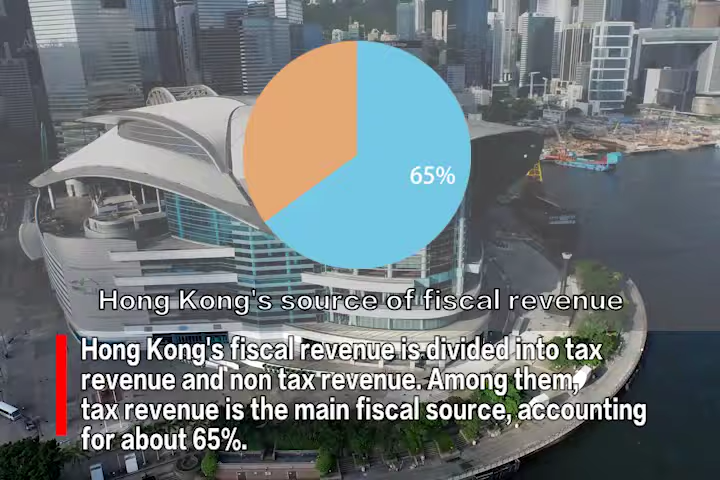 65%
Hong Kong's source of fiscal revenue
Hong Kong's fiscal revenue is divided into tax
revenue and non tax revenue. Among them,
tax revenue is the main fiscal source, accounting
for about 65%.